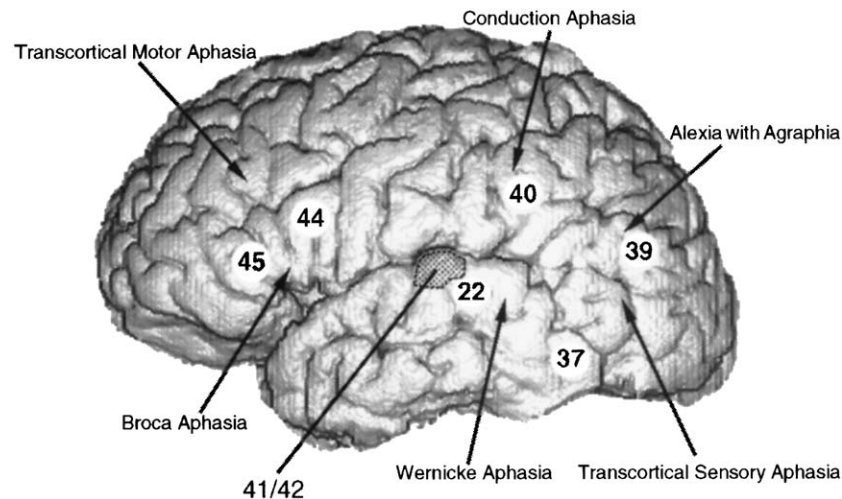 Conduction Aphasia
Transcortical Motor Aphasia
Alexia with Agraphia
40
44
39
45
22
37
Broca Aphasia
Wernicke Aphasia
Transcortical Sensory Aphasia
41/42